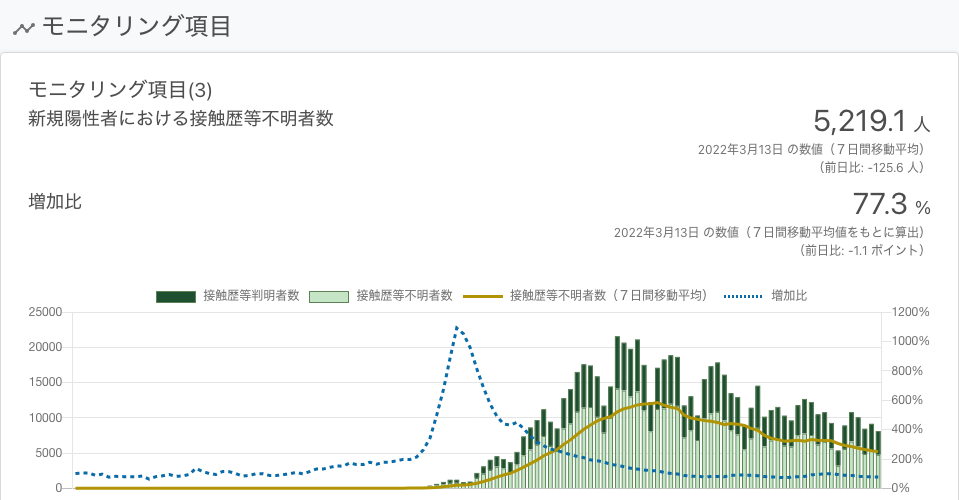 モニタリング項目
モニタリング項目(3)
新規陽性者における接触歴等不明者数
5,219.1 人
2022年3月13日 の数値（７日間移動平均）
（前日比: -125.6 人）
増加比
77.3 %
2022年3月13日 の数値（７日間移動平均値をもとに算出）
（前日比: -1.1 ポイント）
接触歴等判明者数 接触歴等不明者数 接触歴等不明者数（７日間移動平均） 増加比
25000 1200%
20000 1000%
15000 800%
10000 600%
5000 400%
0 200%
0%